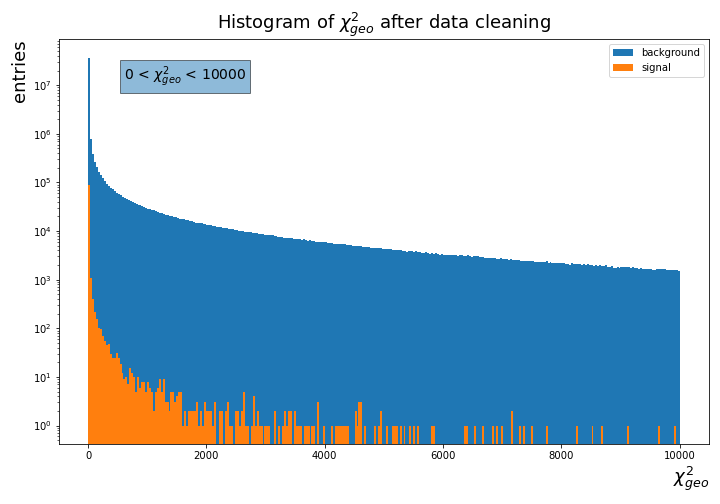 Histogram of χ²geo after data cleaning
entries
0 < χ²geo < 10000
background
signal
10⁷
10⁶
10⁵
10⁴
10³
10²
10¹
10⁰
0 2000 4000 6000 8000 10000
χ²geo